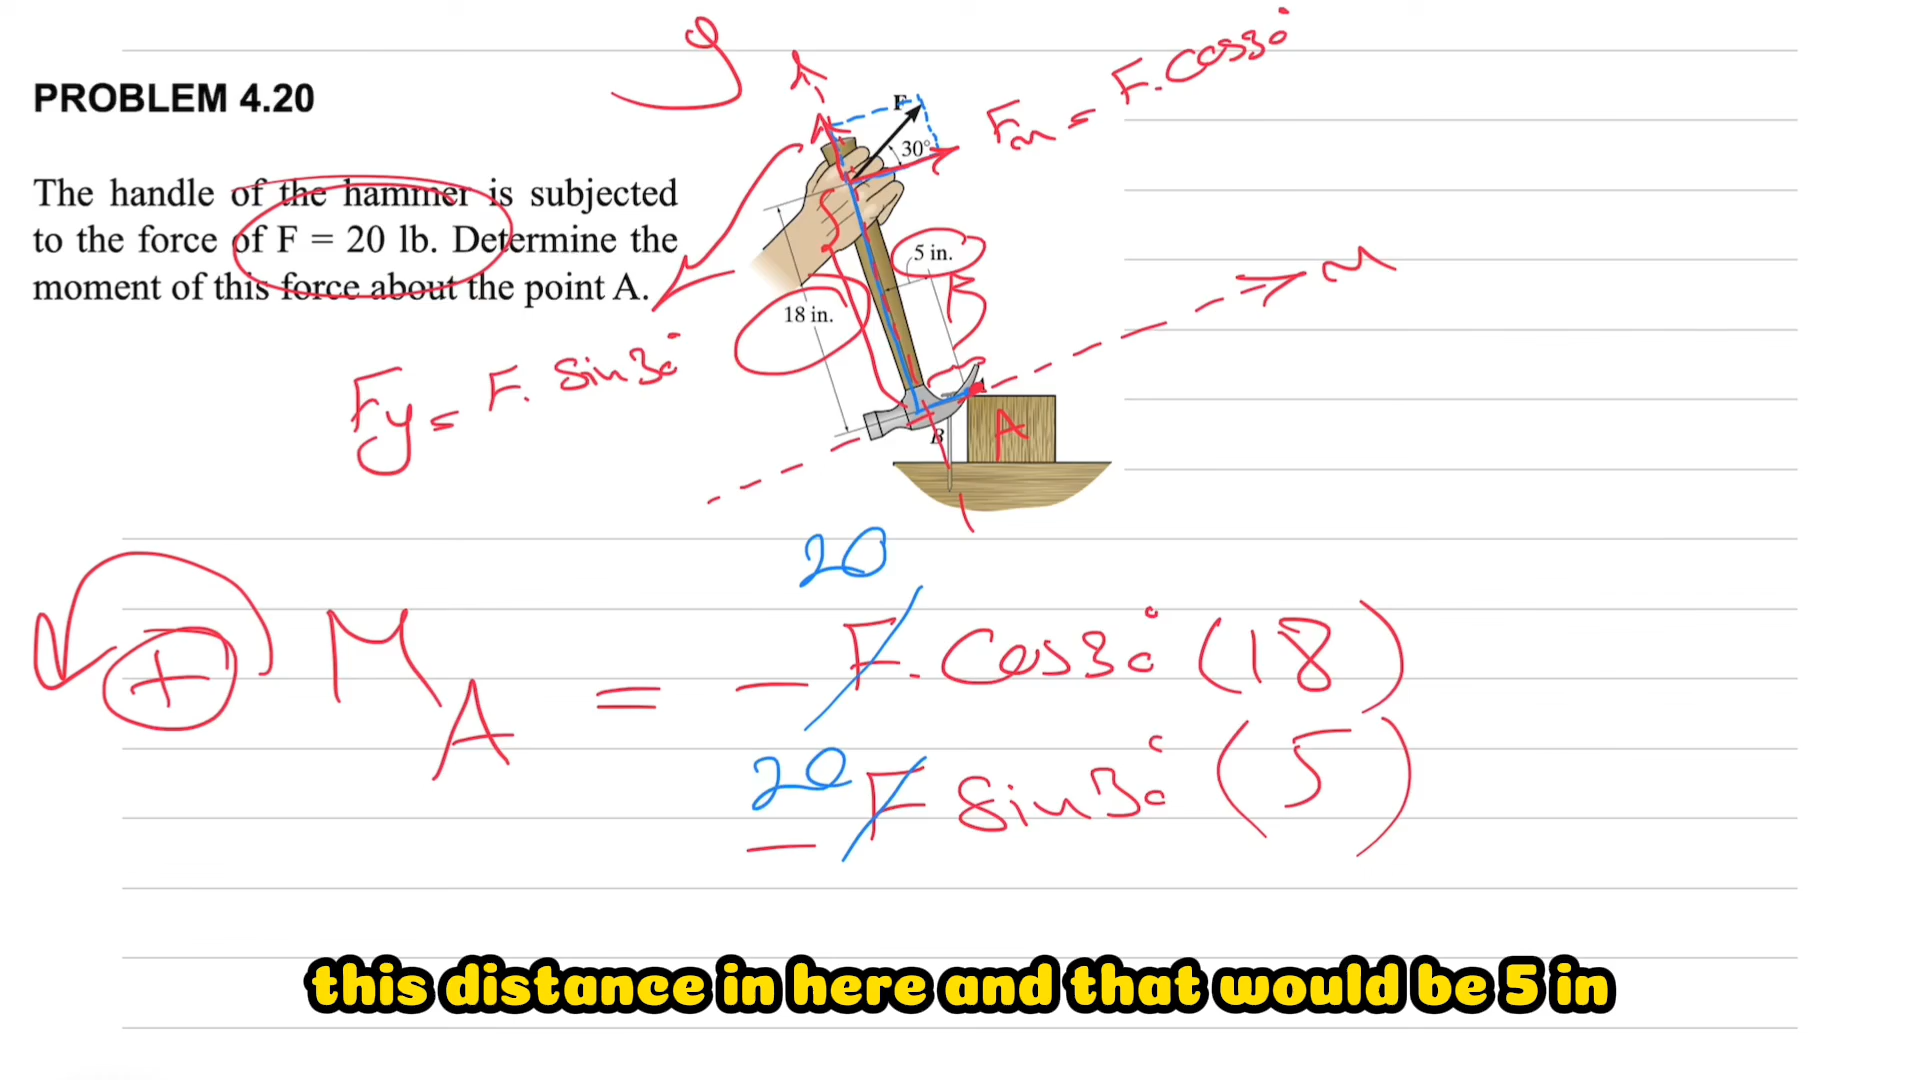 PROBLEM 4.20
The handle of the hammer is subjected
to the force of F = 20 lb. Determine the
moment of this force about the point A.
y
F
30°
5 in.
18 in.
A
B
Fx = F. Cos30°
x
Fy = F. Sin30°
20
+ MA = - F. Cos30° (18)
20
- F Sin30° (5)
this distance in here and that would be 5 in